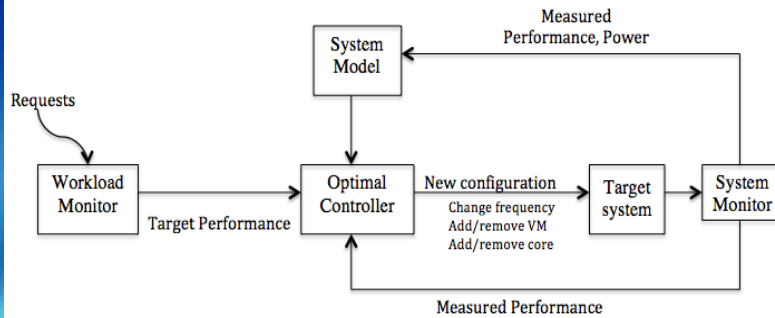 Measured
Performance, Power
System
Model
Requests
Workload
Monitor
Target Performance
Optimal
Controller
New configuration
Change frequency
Add/remove VM
Add/remove core
Target
system
System
Monitor
Measured Performance